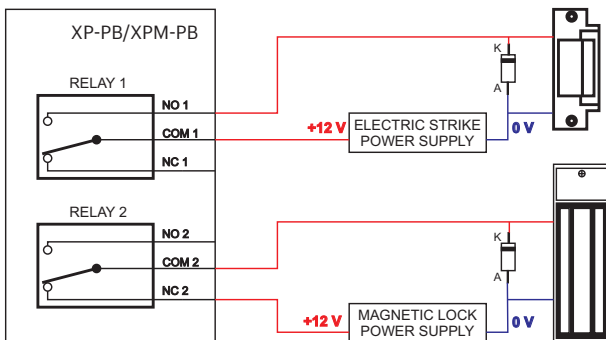 XP-PB/XPM-PB
RELAY 1
NO 1
COM 1
NC 1
+12 V
ELECTRIC STRIKE
POWER SUPPLY
0 V
K
A
RELAY 2
NO 2
COM 2
NC 2
+12 V
MAGNETIC LOCK
POWER SUPPLY
0 V
K
A